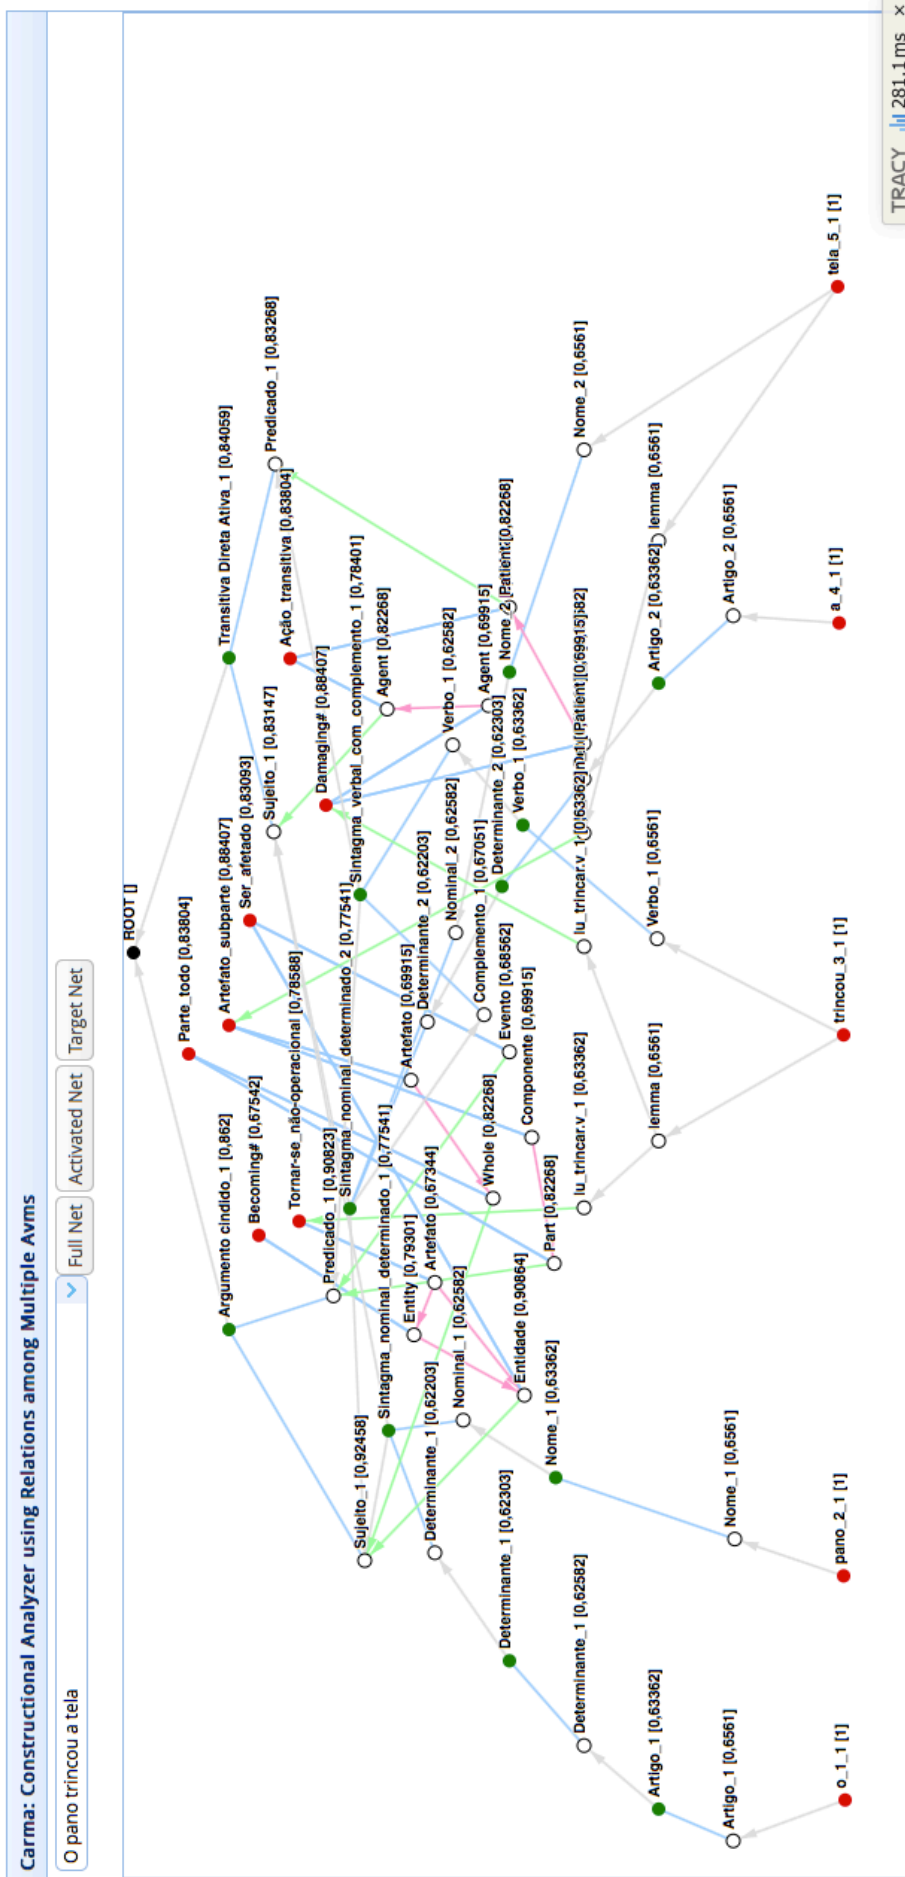 Carma: Constructional Analyzer using Relations among Multiple Avms
O pano trincou a tela
Full Net
Activated Net
Target Net
ROOT []
Parte_todo [0,83804]
Argumento cindido_1 [0,862]
Artefato_subparte [0,88407]
Transitiva Direta Ativa_1 [0,84059]
Ser_afetado [0,83093]
Becoming# [0,67542]
Sujeito_1 [0,83147]
Predicado_1 [0,83268]
Ação_transitiva [0,83804]
Tornar-se_não-operacional [0,78588]
Damaging# [0,88407]
Predicado_1 [0,90823]
Sintagma_nominal_determinado_2 [0,77541]
Sintagma_verbal_com_complemento_1 [0,78401]
Sujeito_1 [0,92458]
Sintagma_nominal_determinado_1 [0,77541]
Agent [0,82268]
Entity [0,79301]
Artefato [0,69915]
Determinante_2 [0,62203]
Determinante_1 [0,62203]
Artefato [0,67344]
Nominal_2 [0,62582]
Verbo_1 [0,62582]
Nominal_1 [0,62582]
Complemento_1 [0,67051]
Agent [0,69915]
Whole [0,82268]
Determinante_2 [0,62303]
Determinante_1 [0,62303]
Evento [0,68562]
Nome_2
Patient [0,82268]
Entidade [0,90864]
Verbo_1 [0,63362]
Componente [0,69915]
Nome_1 [0,63362]
Part [0,82268]
Determinante_1 [0,62582]
lu_trincar.v_1 [0,63362]
lu_trincar.v_1 [0,63362]
Patient [0,69915]
Nome_2 [0,6561]
Artigo_1 [0,63362]
lemma [0,6561]
Verbo_1 [0,6561]
Artigo_2 [0,63362]
lemma [0,6561]
Artigo_1 [0,6561]
Nome_1 [0,6561]
Artigo_2 [0,6561]
o_1_1 [1]
pano_2_1 [1]
trincou_3_1 [1]
a_4_1 [1]
tela_5_1 [1]
TRACY 281.1 ms ×